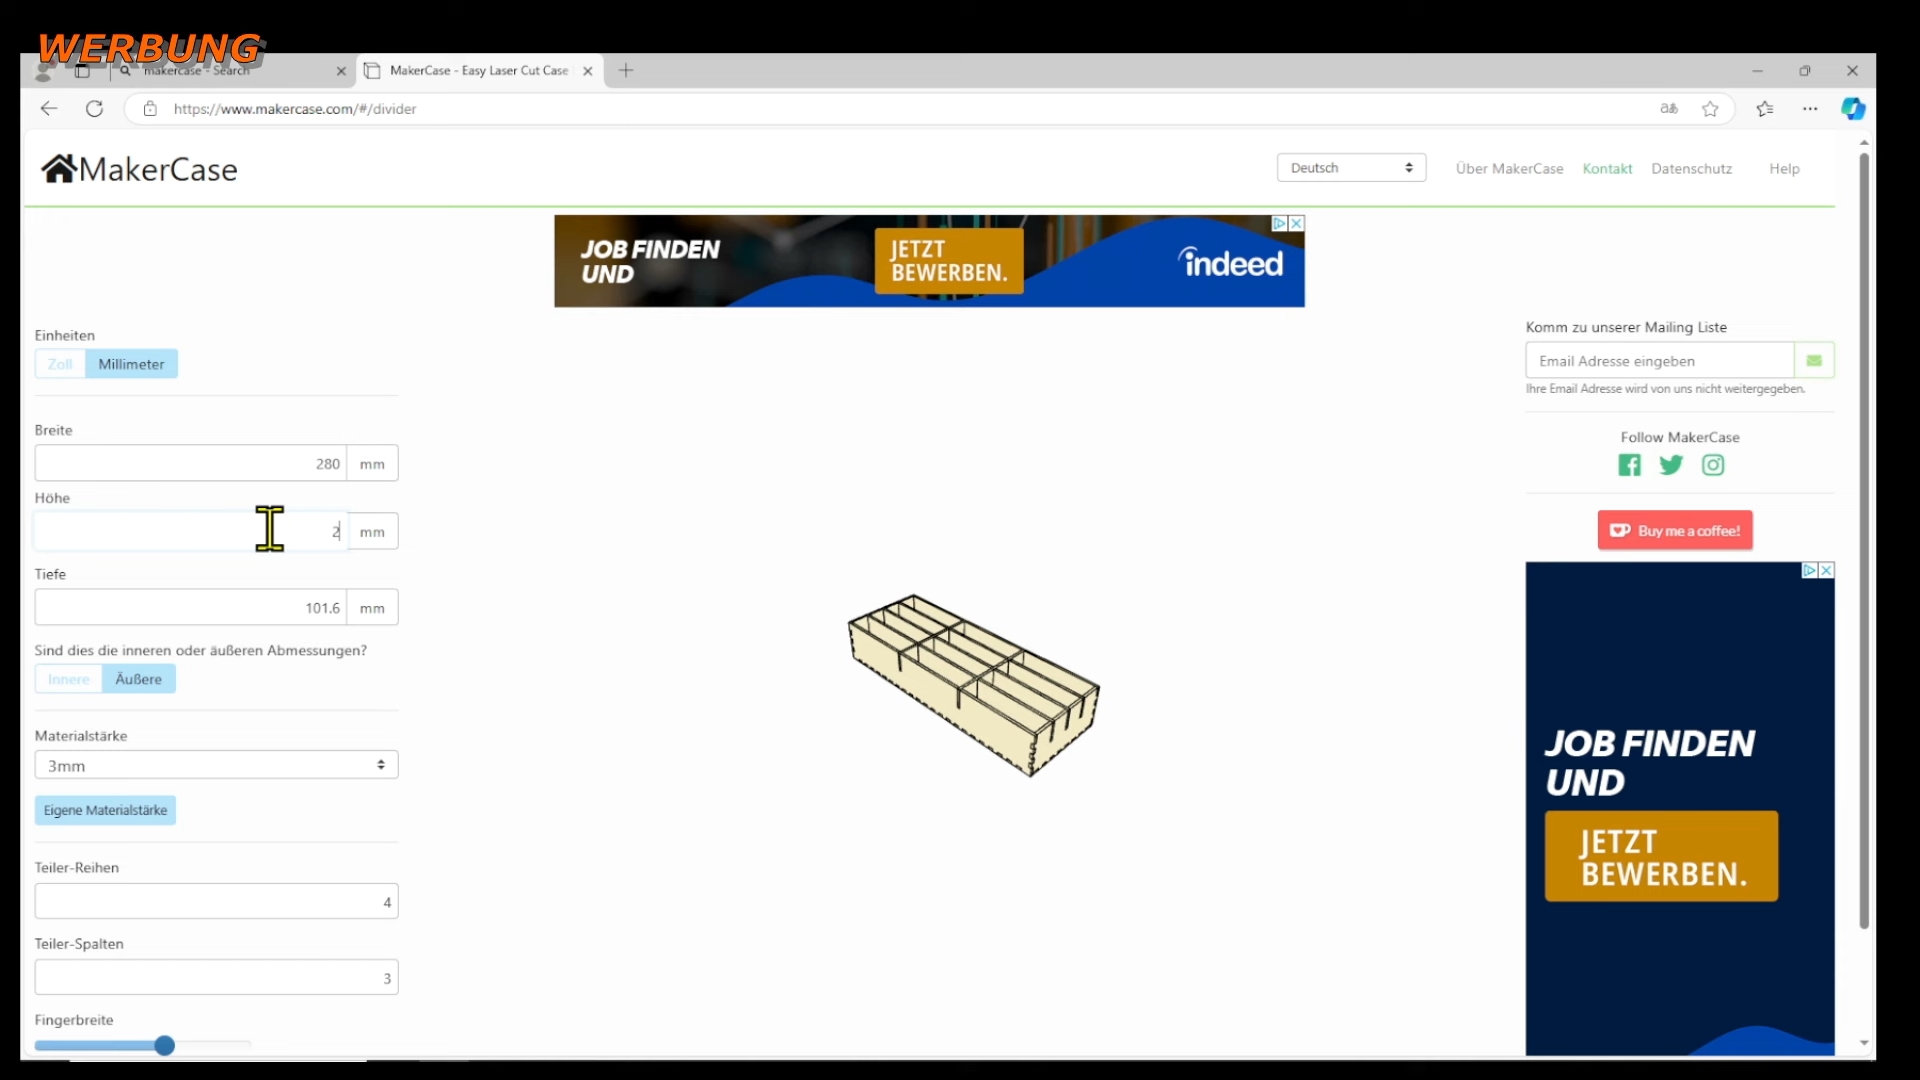 WERBUNG
makercase - Search
MakerCase - Easy Laser Cut Case
https://www.makercase.com/#/divider
aあ
MakerCase
Deutsch
Über MakerCase
Kontakt
Datenschutz
Help
JOB FINDEN
UND
JETZT
BEWERBEN.
indeed
Einheiten
Zoll
Millimeter
Breite
280 mm
Höhe
2 mm
Tiefe
101.6 mm
Sind dies die inneren oder äußeren Abmessungen?
Innere
Äußere
Materialstärke
3mm
Eigene Materialstärke
Teiler-Reihen
4
Teiler-Spalten
3
Fingerbreite
Komm zu unserer Mailing Liste
Email Adresse eingeben
Ihre Email Adresse wird von uns nicht weitergegeben.
Follow MakerCase
Buy me a coffee!
JOB FINDEN
UND
JETZT
BEWERBEN.